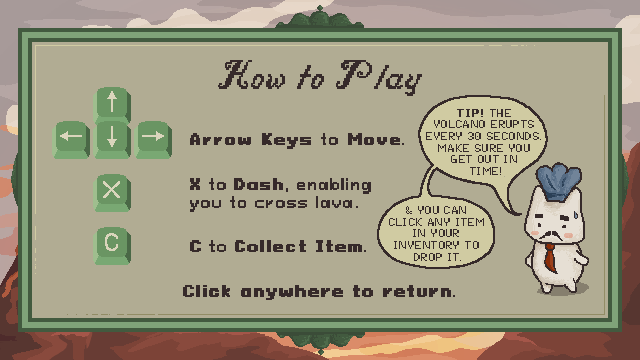 How to Play
↑
← ↓ →
Arrow Keys to Move.
X
X to Dash, enabling
you to cross lava.
C
C to Collect Item.
Click anywhere to return.
TIP! THE
VOLCANO ERUPTS
EVERY 30 SECONDS.
MAKE SURE YOU
GET OUT IN
TIME!
& YOU CAN
CLICK ANY ITEM
IN YOUR
INVENTORY TO
DROP IT.